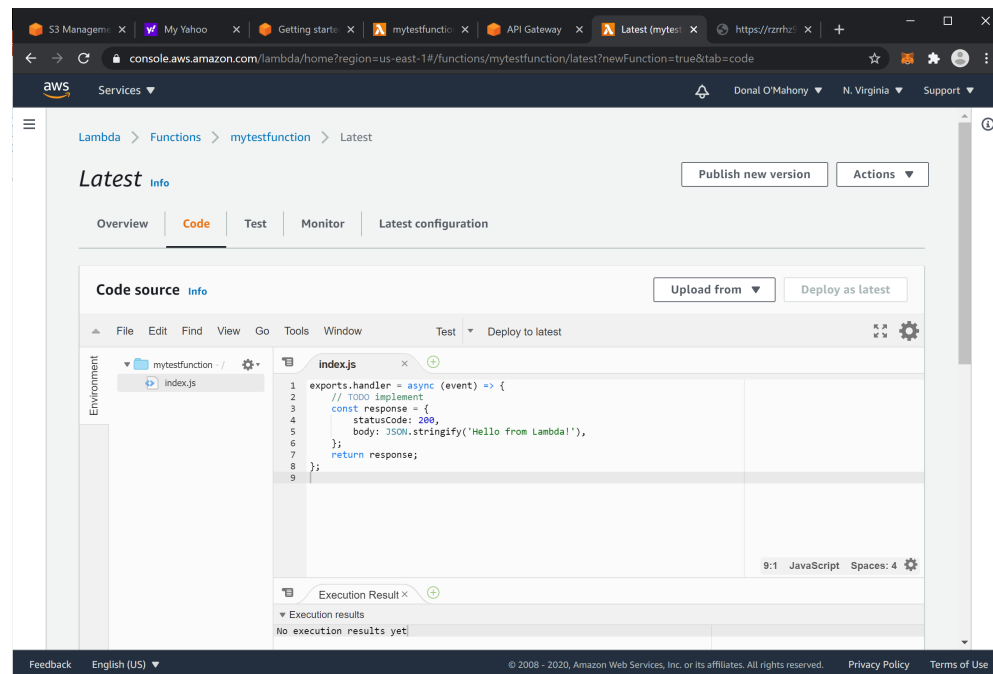 S3 Manageme My Yahoo Getting starte mytestfunctio API Gateway Latest (mytest https://rzrrhz9
console.aws.amazon.com/lambda/home?region=us-east-1#/functions/mytestfunction/latest?newFunction=true&tab=code
aws Services Donal O'Mahony N. Virginia Support
Lambda > Functions > mytestfunction > Latest
Latest Info Publish new version Actions
Overview Code Test Monitor Latest configuration
Code source Info Upload from Deploy as latest
File Edit Find View Go Tools Window Test Deploy to latest
Environment
mytestfunction - /
index.js
index.js
1 exports.handler = async (event) => {
2 // TODO implement
3 const response = {
4 statusCode: 200,
5 body: JSON.stringify('Hello from Lambda!'),
6 };
7 return response;
8 };
9
9:1 JavaScript Spaces: 4
Execution Result
Execution results
No execution results yet
Feedback English (US) © 2008 - 2020, Amazon Web Services, Inc. or its affiliates. All rights reserved. Privacy Policy Terms of Use